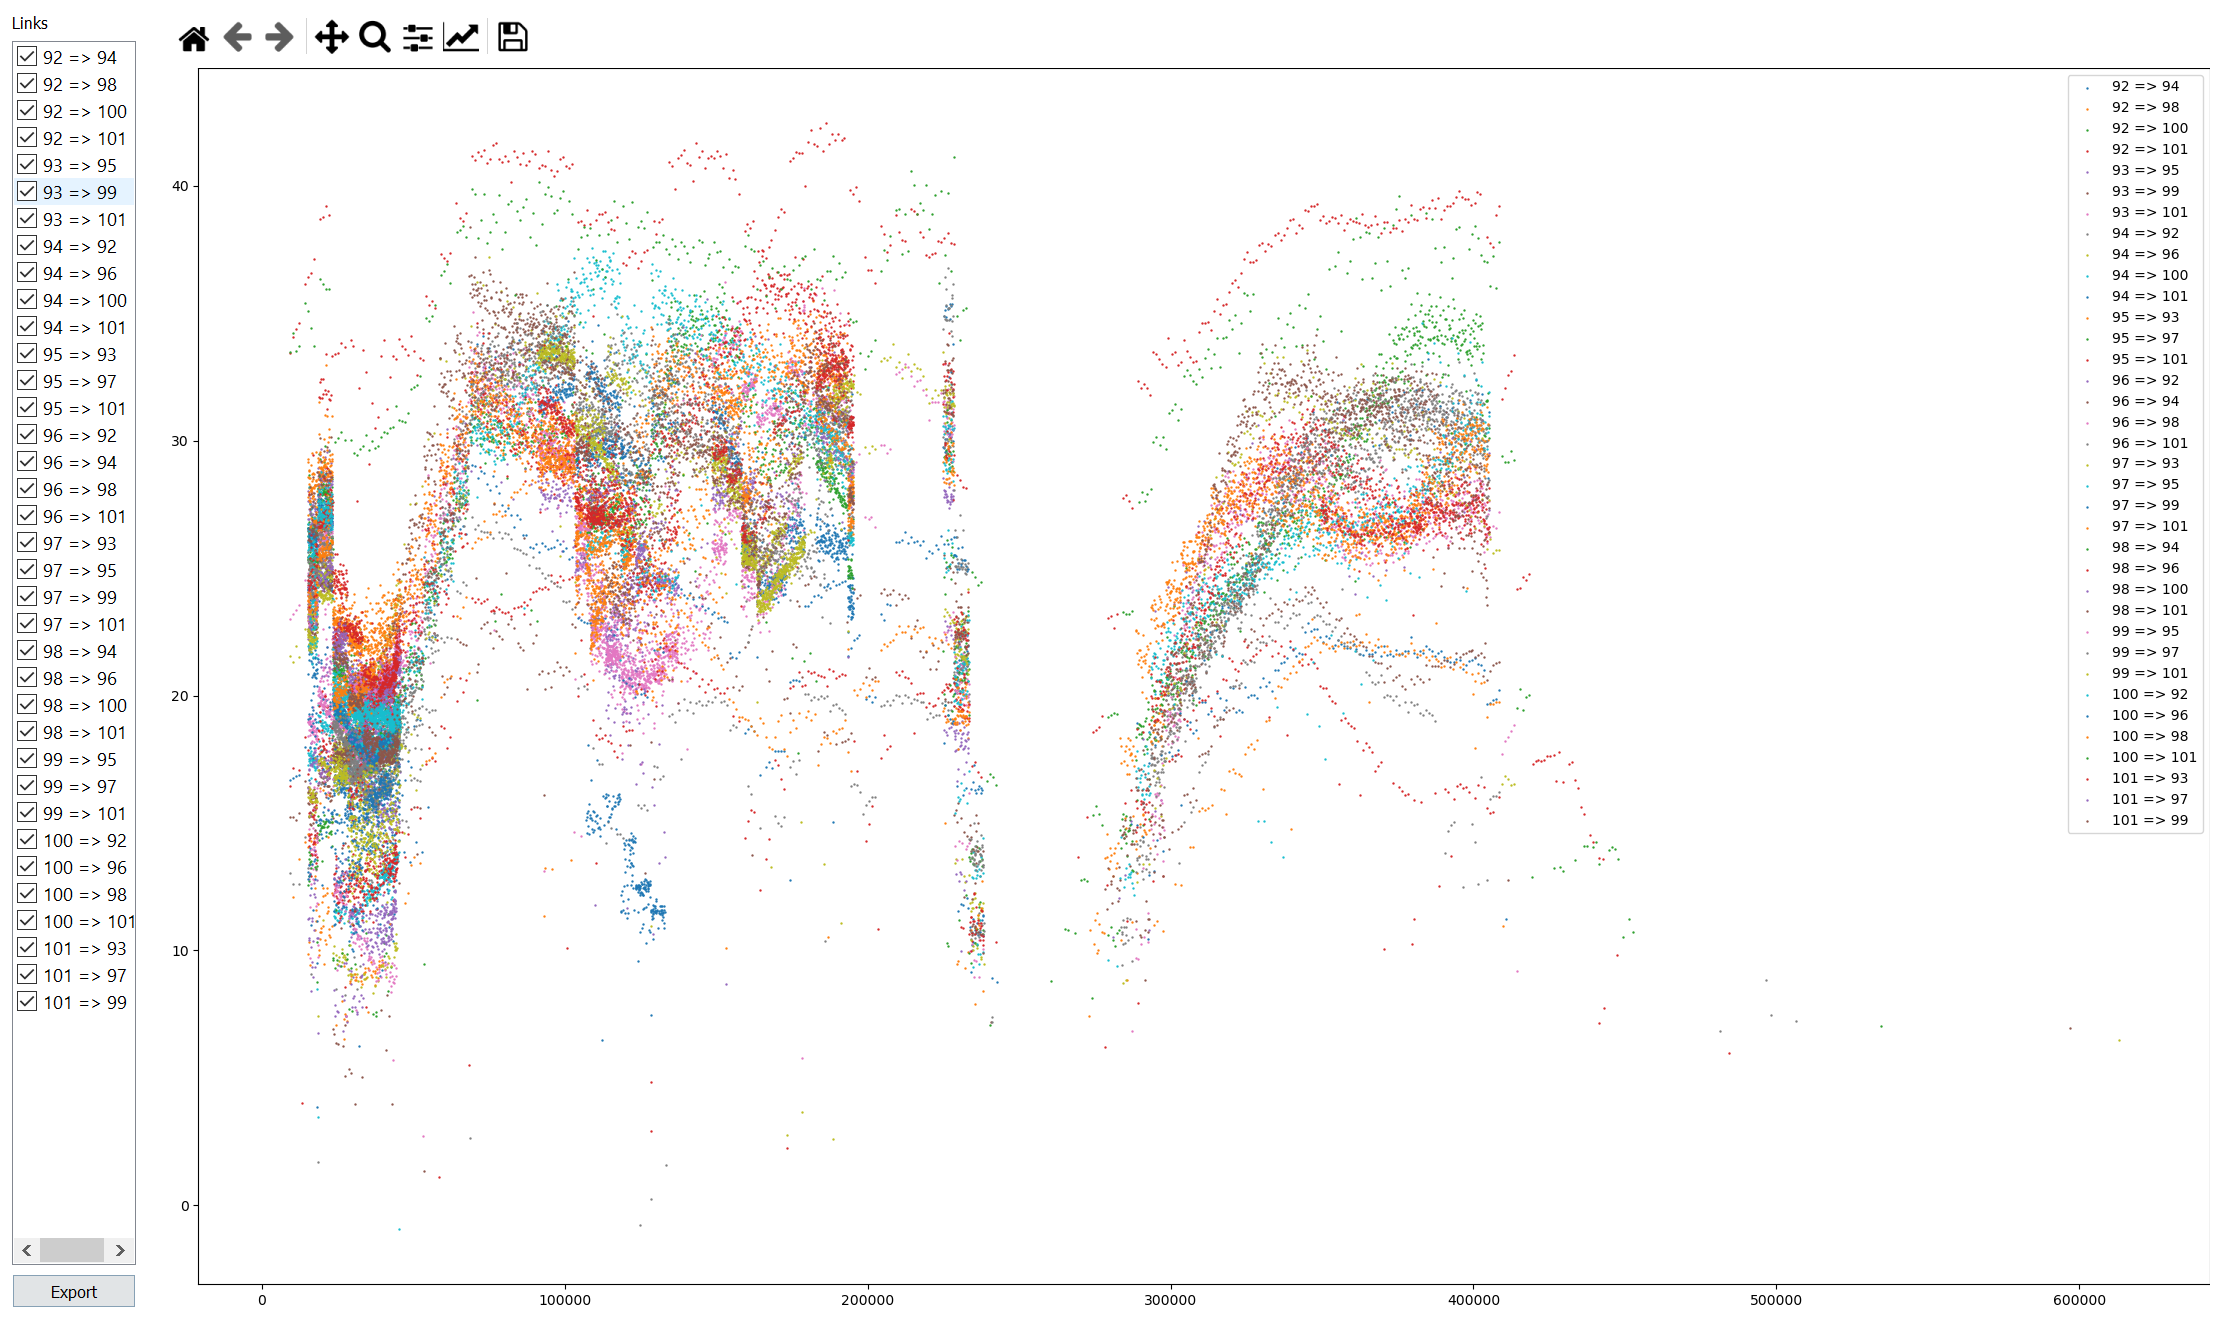 Links
92 => 94
92 => 98
92 => 100
92 => 101
93 => 95
93 => 99
93 => 101
94 => 92
94 => 96
94 => 100
94 => 101
95 => 93
95 => 97
95 => 101
96 => 92
96 => 94
96 => 98
96 => 101
97 => 93
97 => 95
97 => 99
97 => 101
98 => 94
98 => 96
98 => 100
98 => 101
99 => 95
99 => 97
99 => 101
100 => 92
100 => 96
100 => 98
100 => 101
101 => 93
101 => 97
101 => 99
Export
40
30
20
10
0
0 100000 200000 300000 400000 500000 600000
92 => 94
92 => 98
92 => 100
92 => 101
93 => 95
93 => 99
93 => 101
94 => 92
94 => 96
94 => 100
94 => 101
95 => 93
95 => 97
95 => 101
96 => 92
96 => 94
96 => 98
96 => 101
97 => 93
97 => 95
97 => 99
97 => 101
98 => 94
98 => 96
98 => 100
98 => 101
99 => 95
99 => 97
99 => 101
100 => 92
100 => 96
100 => 98
100 => 101
101 => 93
101 => 97
101 => 99